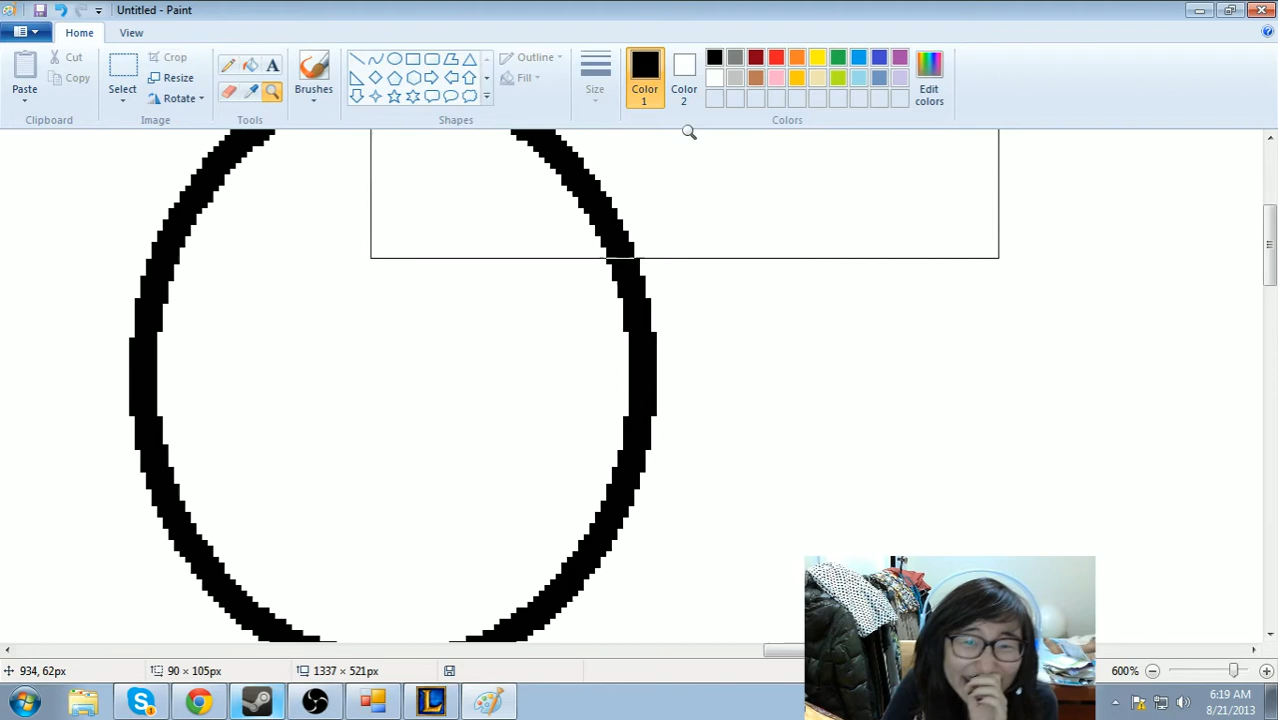 Untitled - Paint
Home
View
Paste
Cut
Copy
Clipboard
Select
Crop
Resize
Rotate
Image
A
Tools
Brushes
Outline
Fill
Shapes
Size
Color 1
Color 2
Edit colors
Colors
934, 62px
90 × 105px
1337 × 521px
600%
6:19 AM
8/21/2013